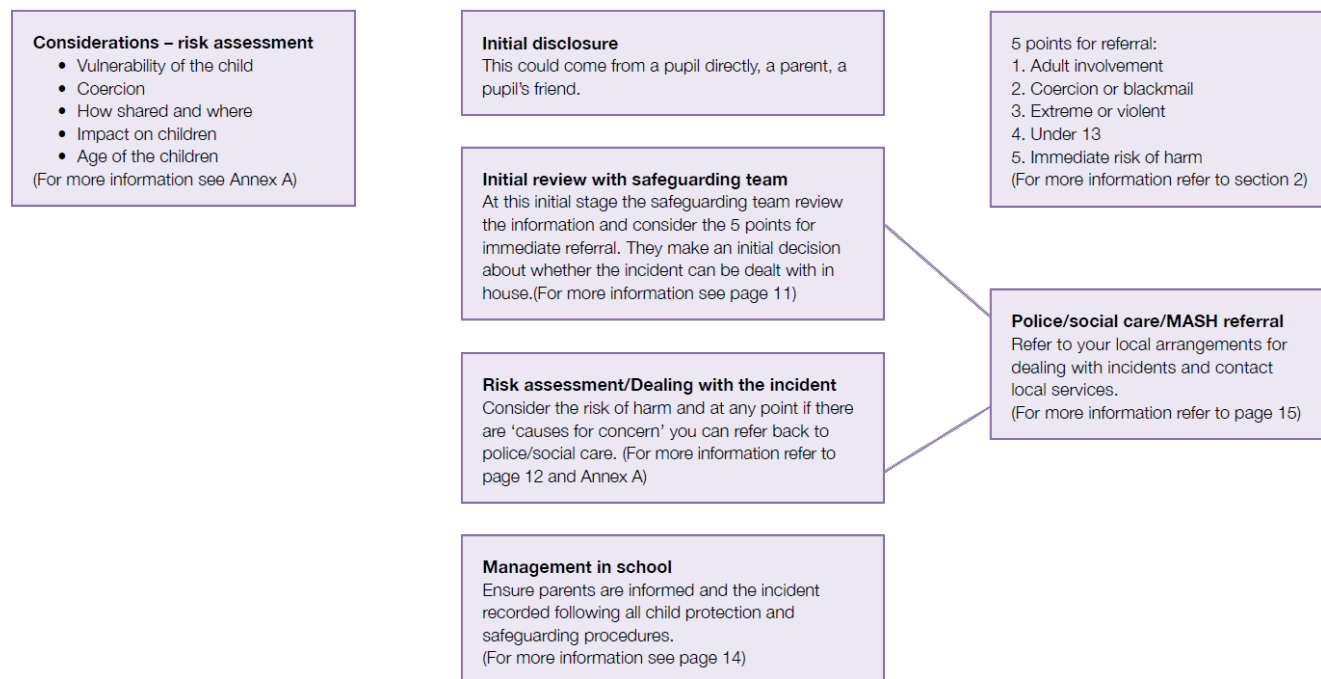 Considerations – risk assessment
• Vulnerability of the child
• Coercion
• How shared and where
• Impact on children
• Age of the children
(For more information see Annex A)
Initial disclosure
This could come from a pupil directly, a parent, a
pupil's friend.
Initial review with safeguarding team
At this initial stage the safeguarding team review
the information and consider the 5 points for
immediate referral. They make an initial decision
about whether the incident can be dealt with in
house.(For more information see page 11)
Risk assessment/Dealing with the incident
Consider the risk of harm and at any point if there
are ‘causes for concern’ you can refer back to
police/social care. (For more information refer to
page 12 and Annex A)
Management in school
Ensure parents are informed and the incident
recorded following all child protection and
safeguarding procedures.
(For more information see page 14)
5 points for referral:
1. Adult involvement
2. Coercion or blackmail
3. Extreme or violent
4. Under 13
5. Immediate risk of harm
(For more information refer to section 2)
Police/social care/MASH referral
Refer to your local arrangements for
dealing with incidents and contact
local services.
(For more information refer to page 15)